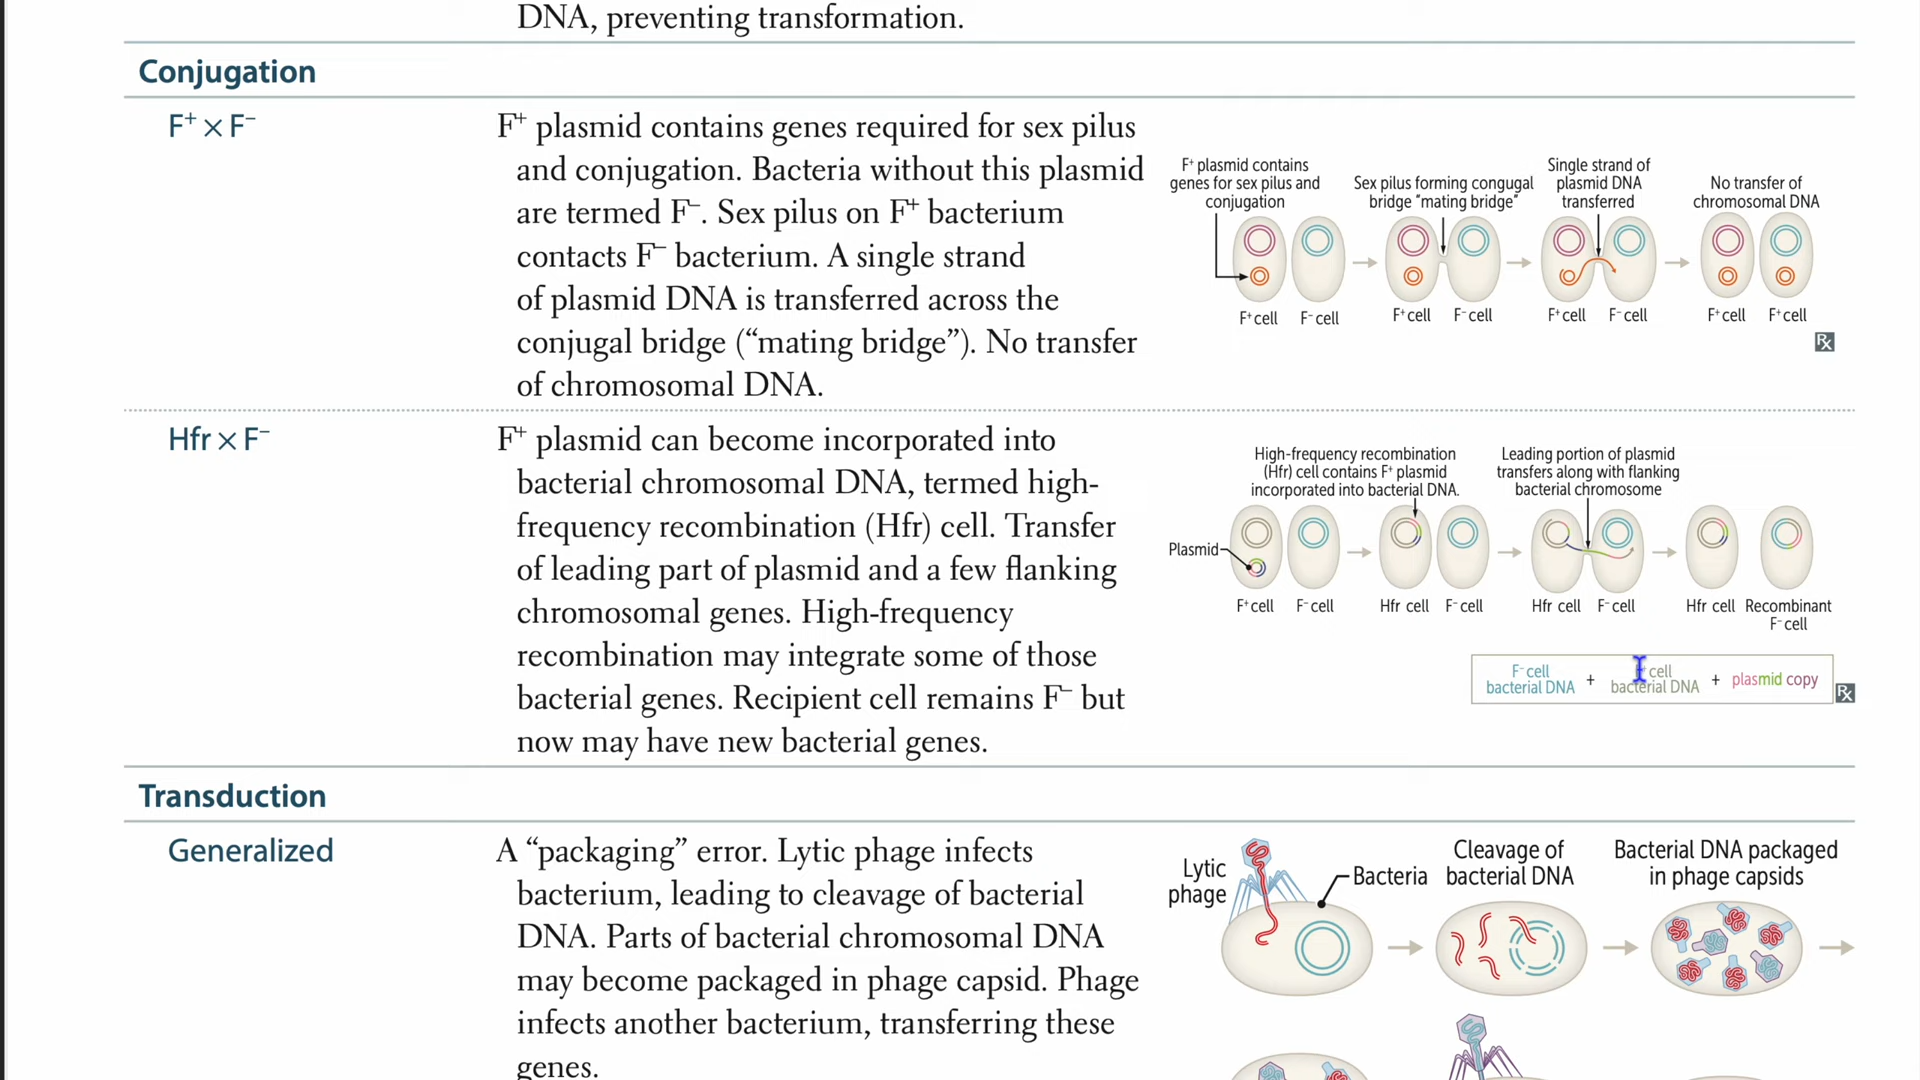 DNA, preventing transformation.
Conjugation
F⁺ × F⁻
F⁺ plasmid contains genes required for sex pilus
and conjugation. Bacteria without this plasmid
are termed F⁻. Sex pilus on F⁺ bacterium
contacts F⁻ bacterium. A single strand
of plasmid DNA is transferred across the
conjugal bridge (“mating bridge”). No transfer
of chromosomal DNA.
F⁺ plasmid contains
genes for sex pilus and
conjugation
Sex pilus forming congugal
bridge “mating bridge”
Single strand of
plasmid DNA
transferred
No transfer of
chromosomal DNA
F⁺ cell F⁻ cell
F⁺ cell F⁻ cell
F⁺ cell F⁻ cell
F⁺ cell F⁺ cell
Rx
Hfr × F⁻
F⁺ plasmid can become incorporated into
bacterial chromosomal DNA, termed high-
frequency recombination (Hfr) cell. Transfer
of leading part of plasmid and a few flanking
chromosomal genes. High-frequency
recombination may integrate some of those
bacterial genes. Recipient cell remains F⁻ but
now may have new bacterial genes.
High-frequency recombination
(Hfr) cell contains F⁺ plasmid
incorporated into bacterial DNA.
Leading portion of plasmid
transfers along with flanking
bacterial chromosome
Plasmid
F⁺ cell F⁻ cell
Hfr cell F⁻ cell
Hfr cell F⁻ cell
Hfr cell Recombinant
F⁻ cell
F⁻ cell
bacterial DNA
+
cell
bacterial DNA
+ plasmid copy
Rx
Transduction
Generalized
A “packaging” error. Lytic phage infects
bacterium, leading to cleavage of bacterial
DNA. Parts of bacterial chromosomal DNA
may become packaged in phage capsid. Phage
infects another bacterium, transferring these
genes.
Lytic
phage
Bacteria
Cleavage of
bacterial DNA
Bacterial DNA packaged
in phage capsids